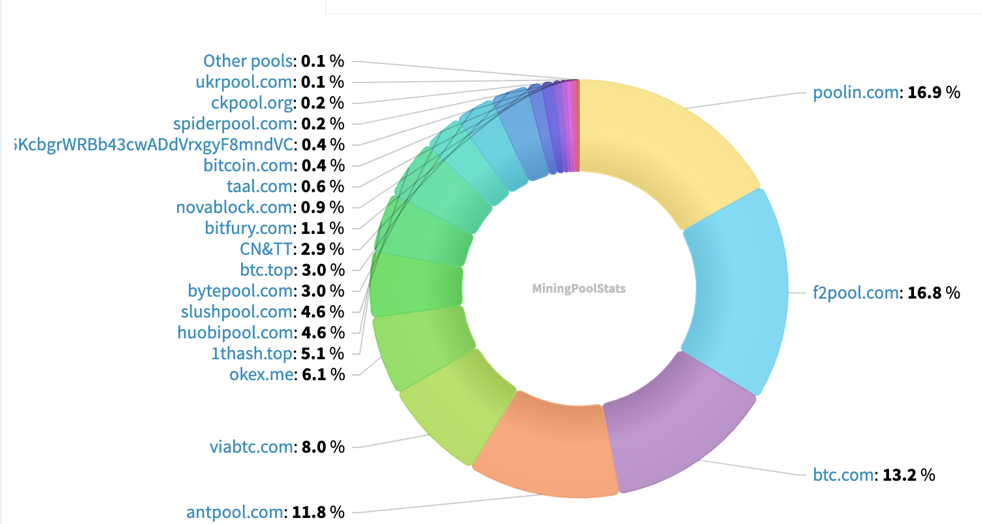 Other pools: 0.1 %
ukrpool.com: 0.1 %
ckpool.org: 0.2 %
spiderpool.com: 0.2 %
KcbgrWRBb43cwADdVrxgyF8mndVC: 0.4 %
bitcoin.com: 0.4 %
taal.com: 0.6 %
novablock.com: 0.9 %
bitfury.com: 1.1 %
CN&TT: 2.9 %
btc.top: 3.0 %
bytepool.com: 3.0 %
slushpool.com: 4.6 %
huobipool.com: 4.6 %
1thash.top: 5.1 %
okex.me: 6.1 %
viabtc.com: 8.0 %
antpool.com: 11.8 %
MiningPoolStats
poolin.com: 16.9 %
f2pool.com: 16.8 %
btc.com: 13.2 %